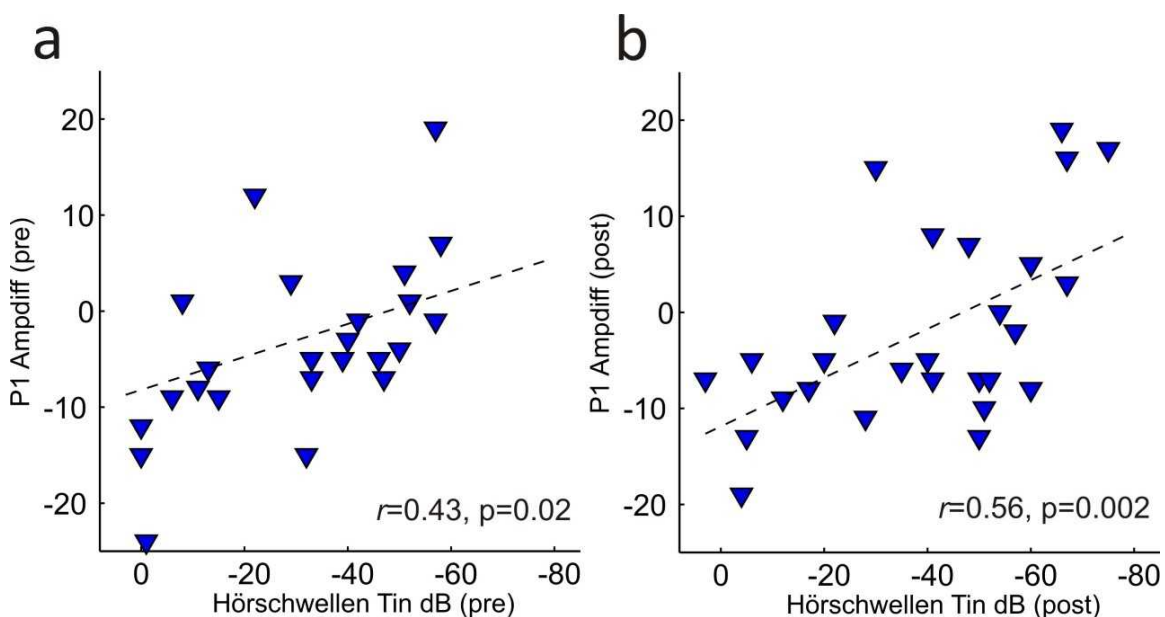 a
20
10
0
-10
-20
P1 Ampdiff (pre)
r=0.43, p=0.02
0 -20 -40 -60 -80
Hörschwellen Tin dB (pre)
b
20
10
0
-10
-20
P1 Ampdiff (post)
r=0.56, p=0.002
0 -20 -40 -60 -80
Hörschwellen Tin dB (post)